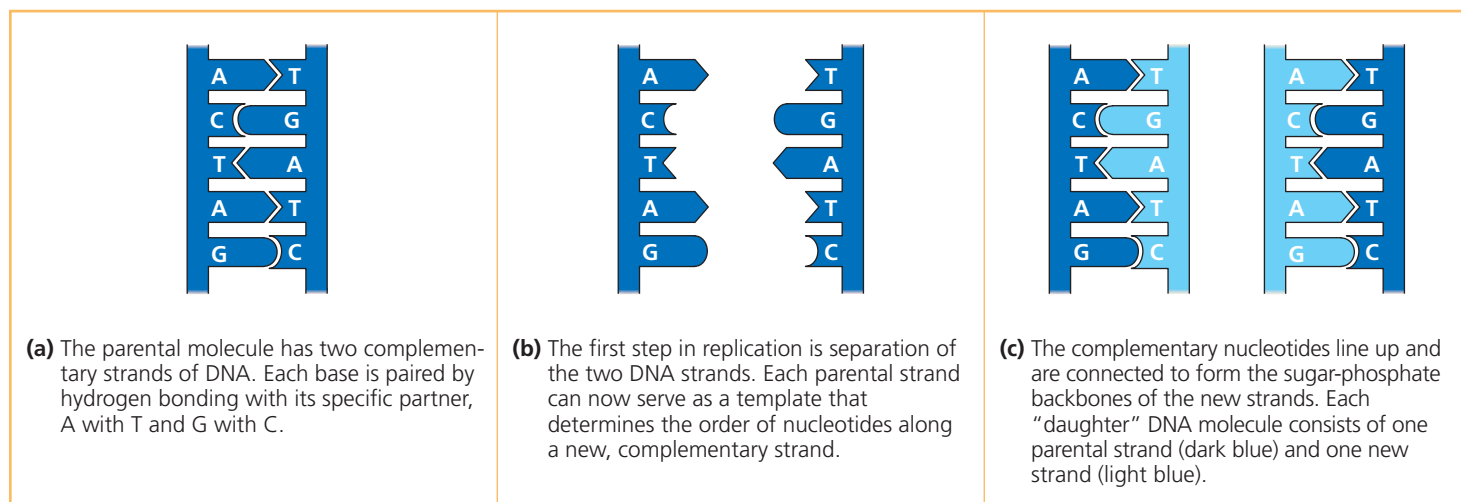 A T
C G
T A
A T
G C
(a) The parental molecule has two complemen-
tary strands of DNA. Each base is paired by
hydrogen bonding with its specific partner,
A with T and G with C.
A T
C G
T A
A T
G C
(b) The first step in replication is separation of
the two DNA strands. Each parental strand
can now serve as a template that
determines the order of nucleotides along
a new, complementary strand.
A T A T
C G C G
T A T A
A T A T
G C G C
(c) The complementary nucleotides line up and
are connected to form the sugar-phosphate
backbones of the new strands. Each
“daughter” DNA molecule consists of one
parental strand (dark blue) and one new
strand (light blue).